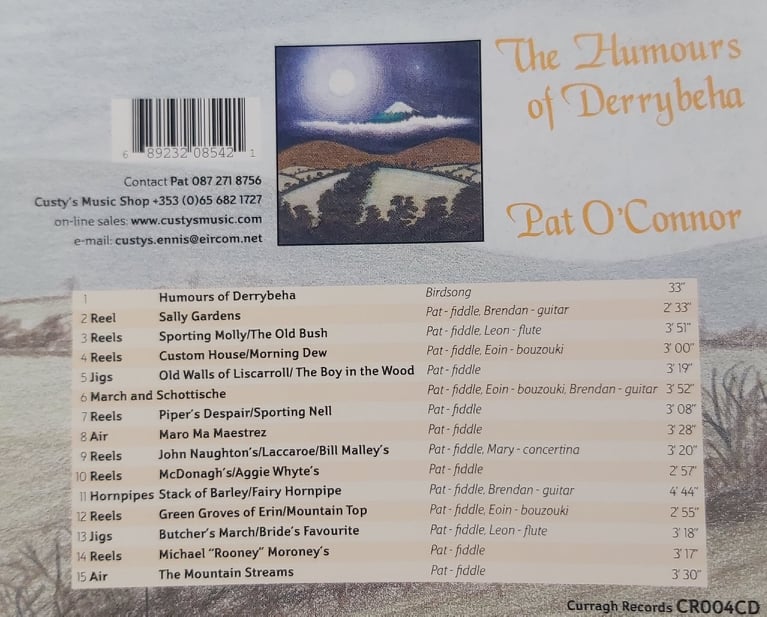 The Humours
of Derrybeha
Pat O'Connor
6 89232 08542 1
Contact Pat 087 271 8756
Custy's Music Shop +353 (0)65 682 1727
on-line sales: www.custysmusic.com
e-mail: custys.ennis@eircom.net
1 Humours of Derrybeha Birdsong 33"
2 Reel Sally Gardens Pat - fiddle, Brendan - guitar 2' 33"
3 Reels Sporting Molly/The Old Bush Pat - fiddle, Leon - flute 3' 51"
4 Reels Custom House/Morning Dew Pat - fiddle, Eoin - bouzouki 3' 00"
5 Jigs Old Walls of Liscarroll/ The Boy in the Wood Pat - fiddle 3' 19"
6 March and Schottische Pat - fiddle, Eoin - bouzouki, Brendan - guitar 3' 52"
7 Reels Piper's Despair/Sporting Nell Pat - fiddle 3' 08"
8 Air Maro Ma Maestrez Pat - fiddle 3' 28"
9 Reels John Naughton's/Laccaroe/Bill Malley's Pat - fiddle, Mary - concertina 3' 20"
10 Reels McDonagh's/Aggie Whyte's Pat - fiddle 2' 57"
11 Hornpipes Stack of Barley/Fairy Hornpipe Pat - fiddle, Brendan - guitar 4' 44"
12 Reels Green Groves of Erin/Mountain Top Pat - fiddle, Eoin - bouzouki 2' 55"
13 Jigs Butcher's March/Bride's Favourite Pat - fiddle, Leon - flute 3' 18"
14 Reels Michael "Rooney" Moroney's Pat - fiddle 3' 17"
15 Air The Mountain Streams Pat - fiddle 3' 30"
Curragh Records CR004CD